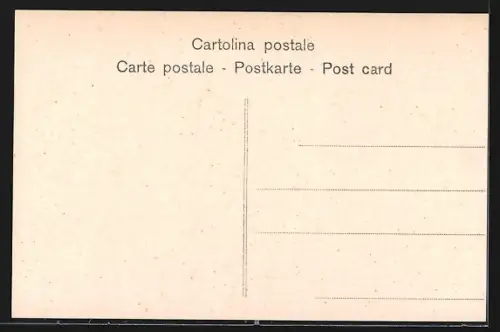 Cartolina postale
Carte postale - Postkarte - Post card